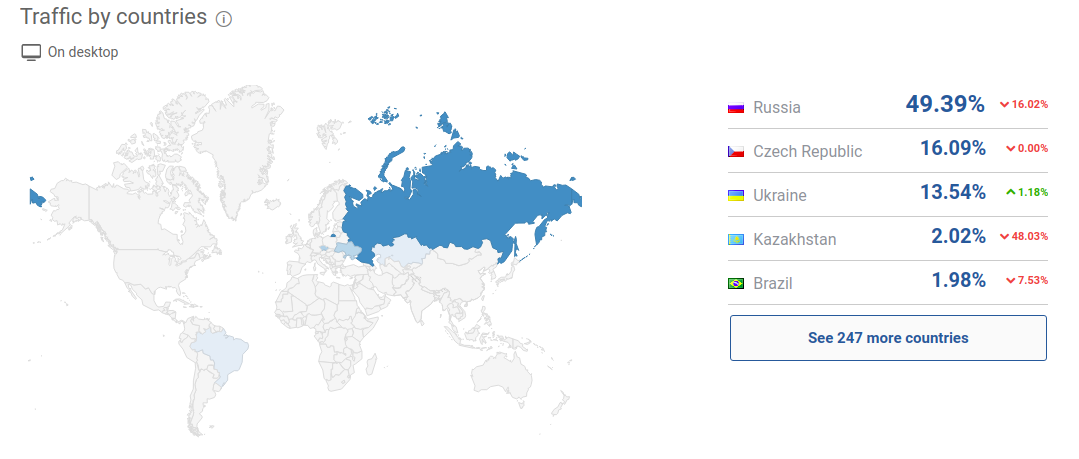 Traffic by countries
On desktop
Russia 49.39% 16.02%
Czech Republic 16.09% 0.00%
Ukraine 13.54% 1.18%
Kazakhstan 2.02% 48.03%
Brazil 1.98% 7.53%
See 247 more countries